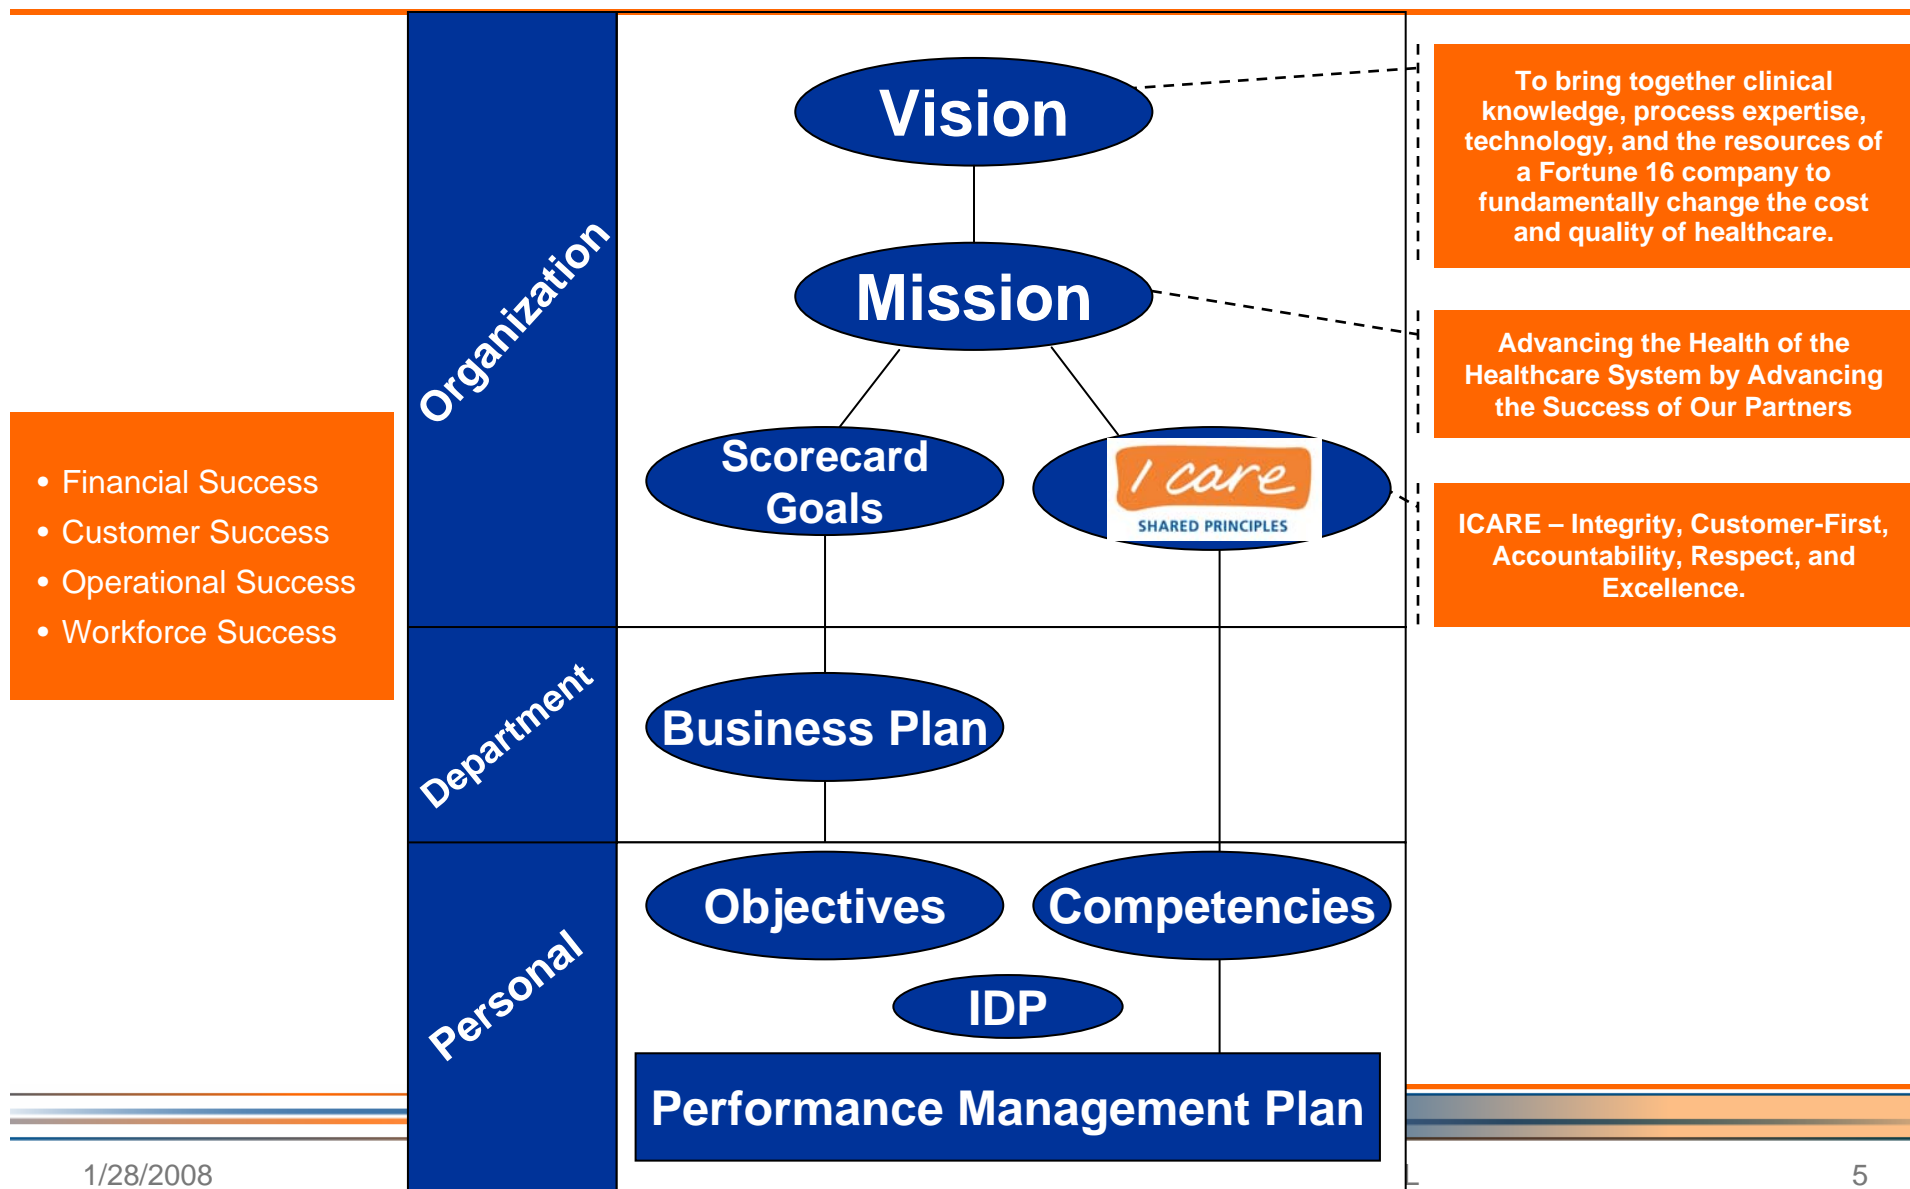 Organization
Vision
Mission
Scorecard
Goals
I care
SHARED PRINCIPLES
To bring together clinical
knowledge, process expertise,
technology, and the resources of
a Fortune 16 company to
fundamentally change the cost
and quality of healthcare.
Advancing the Health of the
Healthcare System by Advancing
the Success of Our Partners
ICARE – Integrity, Customer-First,
Accountability, Respect, and
Excellence.
• Financial Success
• Customer Success
• Operational Success
• Workforce Success
Department
Business Plan
Personal
Objectives
Competencies
IDP
Performance Management Plan
1/28/2008
5